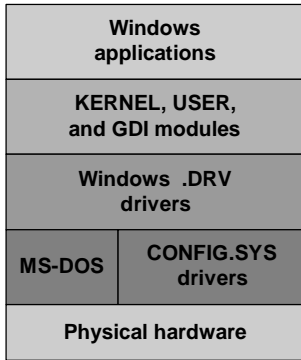 Windows
applications
KERNEL, USER,
and GDI modules
Windows .DRV
drivers
MS-DOS
CONFIG.SYS
drivers
Physical hardware